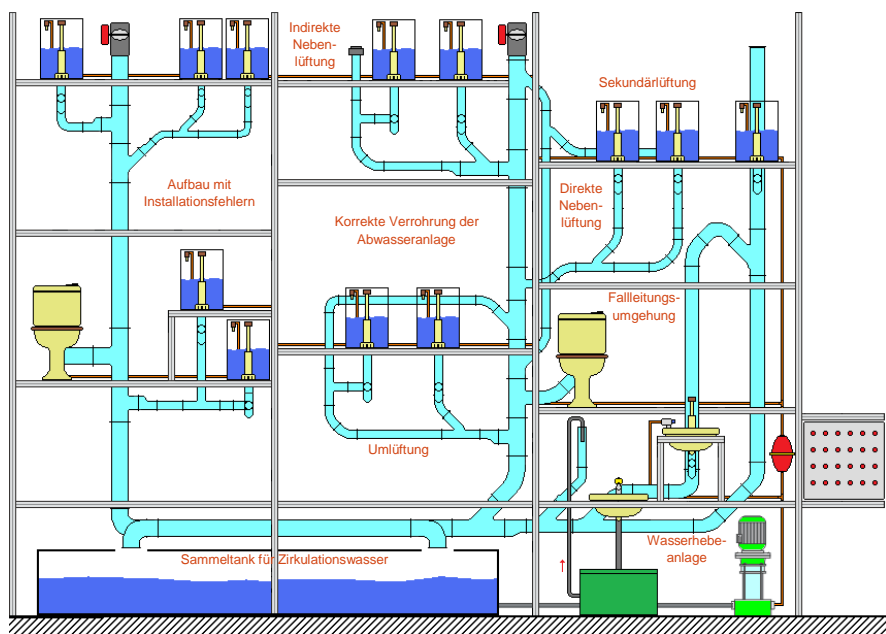 Indirekte
Neben-
lüftung
Sekundärlüftung
Aufbau mit
Installationsfehlern
Direkte
Neben-
lüftung
Korrekte Verrohrung der
Abwasseranlage
Fallleitungs-
umgehung
Umlüftung
Wasserhebe-
anlage
Sammeltank für Zirkulationswasser